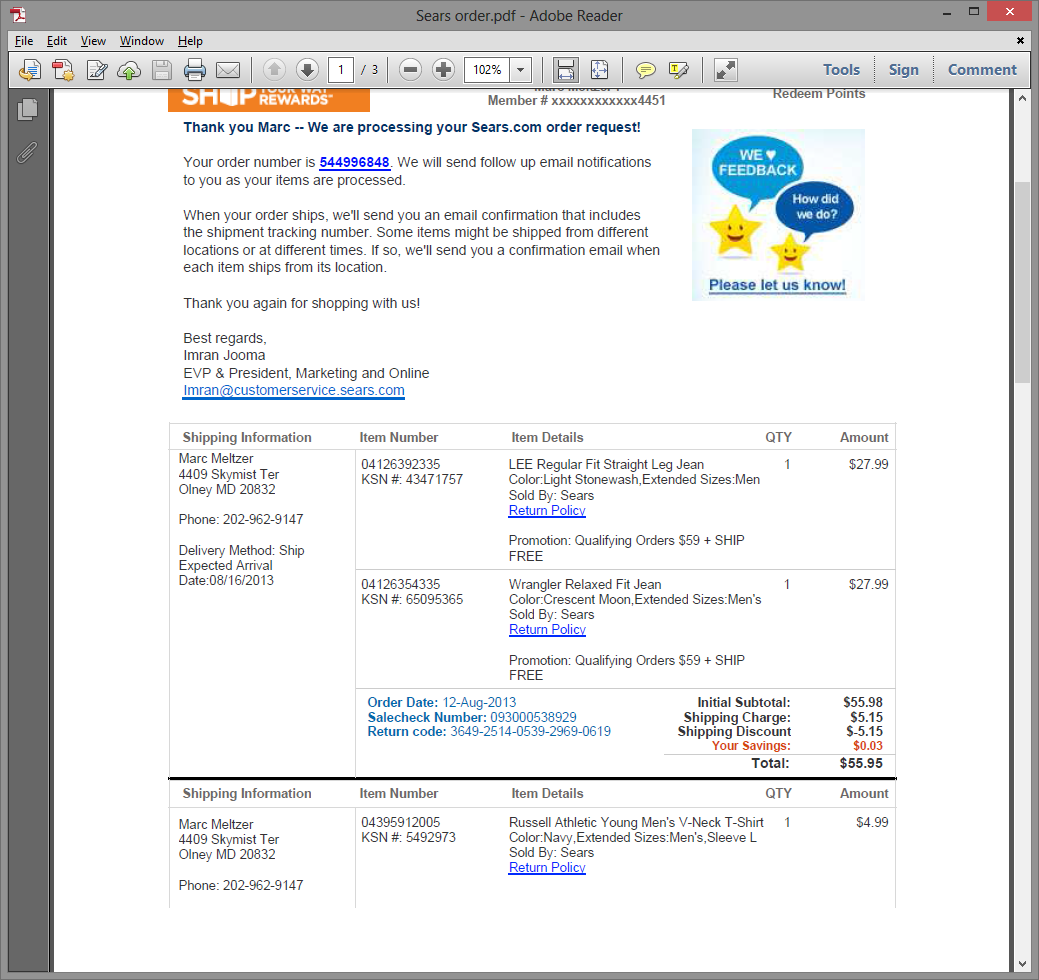 Sears order.pdf - Adobe Reader
File Edit View Window Help
1 / 3 102% Tools Sign Comment
SHOP YOUR WAY
REWARDS
Member # xxxxxxxxxxxx4451
Redeem Points
Thank you Marc -- We are processing your Sears.com order request!
Your order number is 544996848. We will send follow up email notifications
to you as your items are processed.
When your order ships, we'll send you an email confirmation that includes
the shipment tracking number. Some items might be shipped from different
locations or at different times. If so, we'll send you a confirmation email when
each item ships from its location.
Thank you again for shopping with us!
Best regards,
Imran Jooma
EVP & President, Marketing and Online
Imran@customerservice.sears.com
WE ♥
FEEDBACK
How did
we do?
Please let us know!
Shipping Information Item Number Item Details QTY Amount
Marc Meltzer
4409 Skymist Ter
Olney MD 20832
Phone: 202-962-9147
Delivery Method: Ship
Expected Arrival
Date:08/16/2013
04126392335 LEE Regular Fit Straight Leg Jean 1 $27.99
KSN #: 43471757 Color:Light Stonewash,Extended Sizes:Men
Sold By: Sears
Return Policy
Promotion: Qualifying Orders $59 + SHIP
FREE
04126354335 Wrangler Relaxed Fit Jean 1 $27.99
KSN #: 65095365 Color:Crescent Moon,Extended Sizes:Men's
Sold By: Sears
Return Policy
Promotion: Qualifying Orders $59 + SHIP
FREE
Order Date: 12-Aug-2013
Salecheck Number: 093000538929
Return code: 3649-2514-0539-2969-0619
Initial Subtotal: $55.98
Shipping Charge: $5.15
Shipping Discount $-5.15
Your Savings: $0.03
Total: $55.95
Shipping Information Item Number Item Details QTY Amount
Marc Meltzer
4409 Skymist Ter
Olney MD 20832
Phone: 202-962-9147
04395912005 Russell Athletic Young Men's V-Neck T-Shirt 1 $4.99
KSN #: 5492973 Color:Navy,Extended Sizes:Men's,Sleeve L
Sold By: Sears
Return Policy